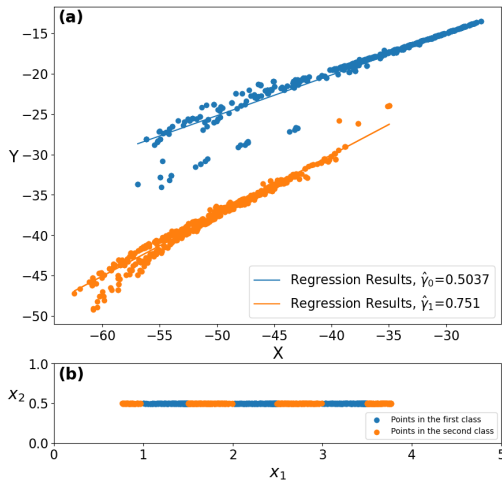 (a)
−15
−20
−25
Y
−30
−35
−40
−45
−50
Regression Results, γ̂₀=0.5037
Regression Results, γ̂₁=0.751
−60 −55 −50 −45 −40 −35 −30
X
(b)
1.0
x₂ 0.5
0.0
Points in the first class
Points in the second class
0 1 2 3 4 5
x₁